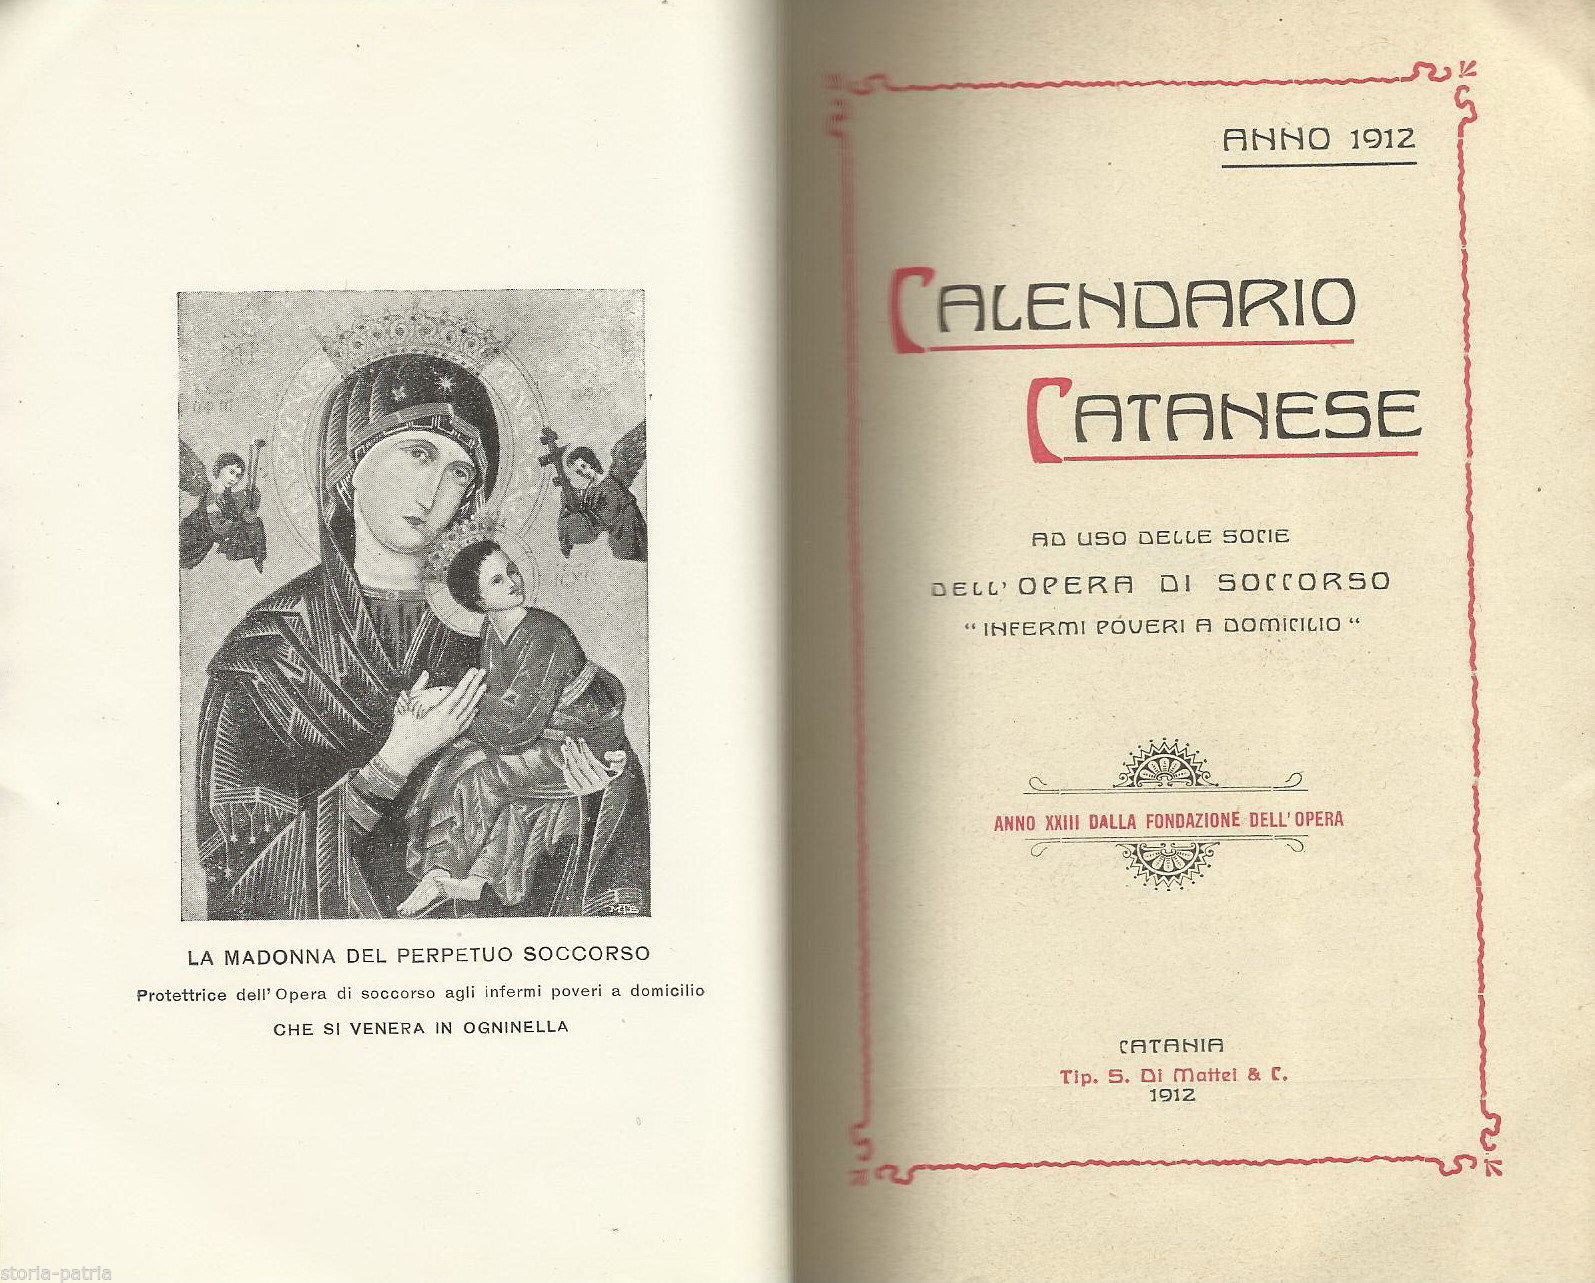 LA MADONNA DEL PERPETUO SOCCORSO
Protettrice dell'Opera di soccorso agli infermi poveri a domicilio
CHE SI VENERA IN OGNINELLA
storia-patria
ANNO 1912
CALENDARIO
CATANESE
AD USO DELLE SOCIE
DELL'OPERA DI SOCCORSO
“ INFERMI PÓVERI A DOMICILIO “
ANNO XXIII DALLA FONDAZIONE DELL'OPERA
CATANIA
Tip. S. Di Mattei & C.
1912